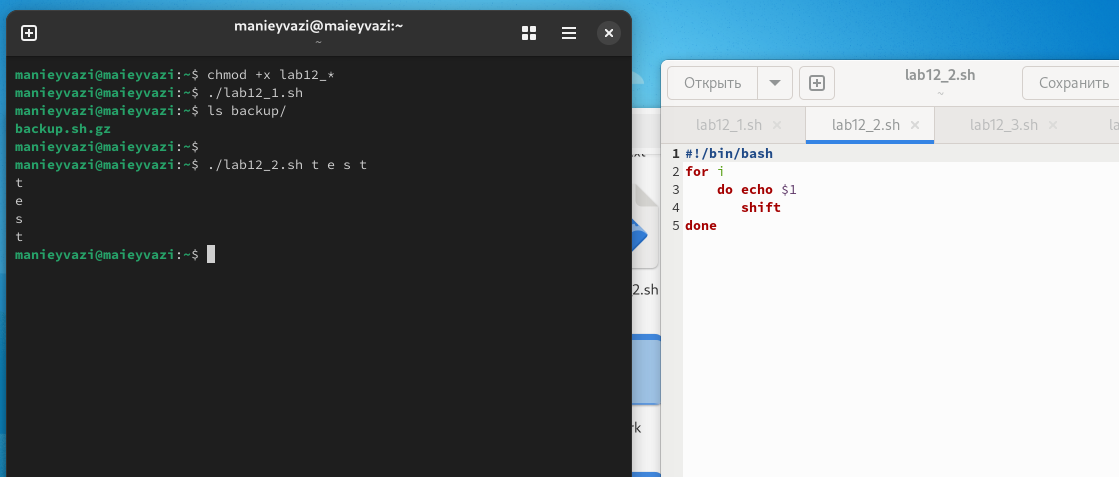 manieyvazi@maieyvazi:~
~
manieyvazi@maieyvazi:~$ chmod +x lab12_*
manieyvazi@maieyvazi:~$ ./lab12_1.sh
manieyvazi@maieyvazi:~$ ls backup/
backup.sh.gz
manieyvazi@maieyvazi:~$
manieyvazi@maieyvazi:~$ ./lab12_2.sh t e s t
t
e
s
t
manieyvazi@maieyvazi:~$
2.sh
rk
Открыть
lab12_2.sh
~
Сохранить
lab12_1.sh × lab12_2.sh × lab12_3.sh × la
1 #!/bin/bash
2 for i
3     do echo $1
4        shift
5 done